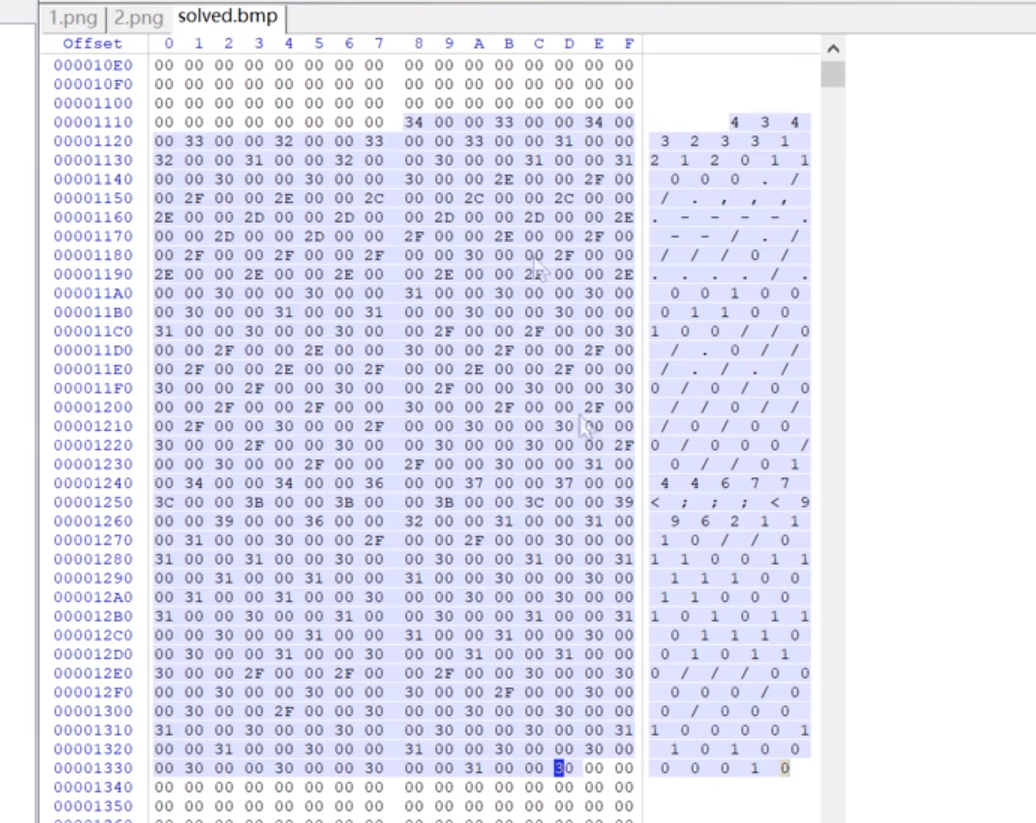 1.png 2.png solved.bmp
Offset 0 1 2 3 4 5 6 7 8 9 A B C D E F
000010E0 00 00 00 00 00 00 00 00 00 00 00 00 00 00 00 00
000010F0 00 00 00 00 00 00 00 00 00 00 00 00 00 00 00 00
00001100 00 00 00 00 00 00 00 00 00 00 00 00 00 00 00 00
00001110 00 00 00 00 00 00 00 00 34 00 00 33 00 00 34 00 4 3 4
00001120 00 33 00 00 32 00 00 33 00 00 33 00 00 31 00 00 3 2 3 3 1
00001130 32 00 00 31 00 00 32 00 00 30 00 00 31 00 00 31 2 1 2 0 1 1
00001140 00 00 30 00 00 30 00 00 30 00 00 2E 00 00 2F 00 0 0 0 . /
00001150 00 2F 00 00 2E 00 00 2C 00 00 2C 00 00 2C 00 00 / . , , ,
00001160 2E 00 00 2D 00 00 2D 00 00 2D 00 00 2D 00 00 2E . - - - - .
00001170 00 00 2D 00 00 2D 00 00 2F 00 00 2E 00 00 2F 00 - - / . /
00001180 00 2F 00 00 2F 00 00 2F 00 00 30 00 00 2F 00 00 / / / 0 /
00001190 2E 00 00 2E 00 00 2E 00 00 2E 00 00 2F 00 00 2E . . . . / .
000011A0 00 00 30 00 00 30 00 00 31 00 00 30 00 00 30 00 0 0 1 0 0
000011B0 00 30 00 00 31 00 00 31 00 00 30 00 00 30 00 00 0 1 1 0 0
000011C0 31 00 00 30 00 00 30 00 00 2F 00 00 2F 00 00 30 1 0 0 / / 0
000011D0 00 00 2F 00 00 2E 00 00 30 00 00 2F 00 00 2F 00 / . 0 / /
000011E0 00 2F 00 00 2E 00 00 2F 00 00 2E 00 00 2F 00 00 / . / . /
000011F0 30 00 00 2F 00 00 30 00 00 2F 00 00 30 00 00 30 0 / 0 / 0 0
00001200 00 00 2F 00 00 2F 00 00 30 00 00 2F 00 00 2F 00 / / 0 / /
00001210 00 2F 00 00 30 00 00 2F 00 00 30 00 00 30 00 00 / 0 / 0 0
00001220 30 00 00 2F 00 00 30 00 00 30 00 00 30 00 00 2F 0 / 0 0 0 /
00001230 00 00 30 00 00 2F 00 00 2F 00 00 30 00 00 31 00 0 / / 0 1
00001240 00 34 00 00 34 00 00 36 00 00 37 00 00 37 00 00 4 4 6 7 7
00001250 3C 00 00 3B 00 00 3B 00 00 3B 00 00 3C 00 00 39 < ; ; ; < 9
00001260 00 00 39 00 00 36 00 00 32 00 00 31 00 00 31 00 9 6 2 1 1
00001270 00 31 00 00 30 00 00 2F 00 00 2F 00 00 30 00 00 1 0 / / 0
00001280 31 00 00 31 00 00 30 00 00 30 00 00 31 00 00 31 1 1 0 0 1 1
00001290 00 00 31 00 00 31 00 00 31 00 00 30 00 00 30 00 1 1 1 0 0
000012A0 00 31 00 00 31 00 00 30 00 00 30 00 00 30 00 00 1 1 0 0 0
000012B0 31 00 00 30 00 00 31 00 00 30 00 00 31 00 00 31 1 0 1 0 1 1
000012C0 00 00 30 00 00 31 00 00 31 00 00 31 00 00 30 00 0 1 1 1 0
000012D0 00 30 00 00 31 00 00 30 00 00 31 00 00 31 00 00 0 1 0 1 1
000012E0 30 00 00 2F 00 00 2F 00 00 2F 00 00 30 00 00 30 0 / / / 0 0
000012F0 00 00 30 00 00 30 00 00 30 00 00 2F 00 00 30 00 0 0 0 / 0
00001300 00 30 00 00 2F 00 00 30 00 00 30 00 00 30 00 00 0 / 0 0 0
00001310 31 00 00 30 00 00 30 00 00 30 00 00 30 00 00 31 1 0 0 0 0 1
00001320 00 00 31 00 00 30 00 00 31 00 00 30 00 00 30 00 1 0 1 0 0
00001330 00 30 00 00 30 00 00 30 00 00 31 00 00 30 00 00 0 0 0 1 0
00001340 00 00 00 00 00 00 00 00 00 00 00 00 00 00 00 00
00001350 00 00 00 00 00 00 00 00 00 00 00 00 00 00 00 00